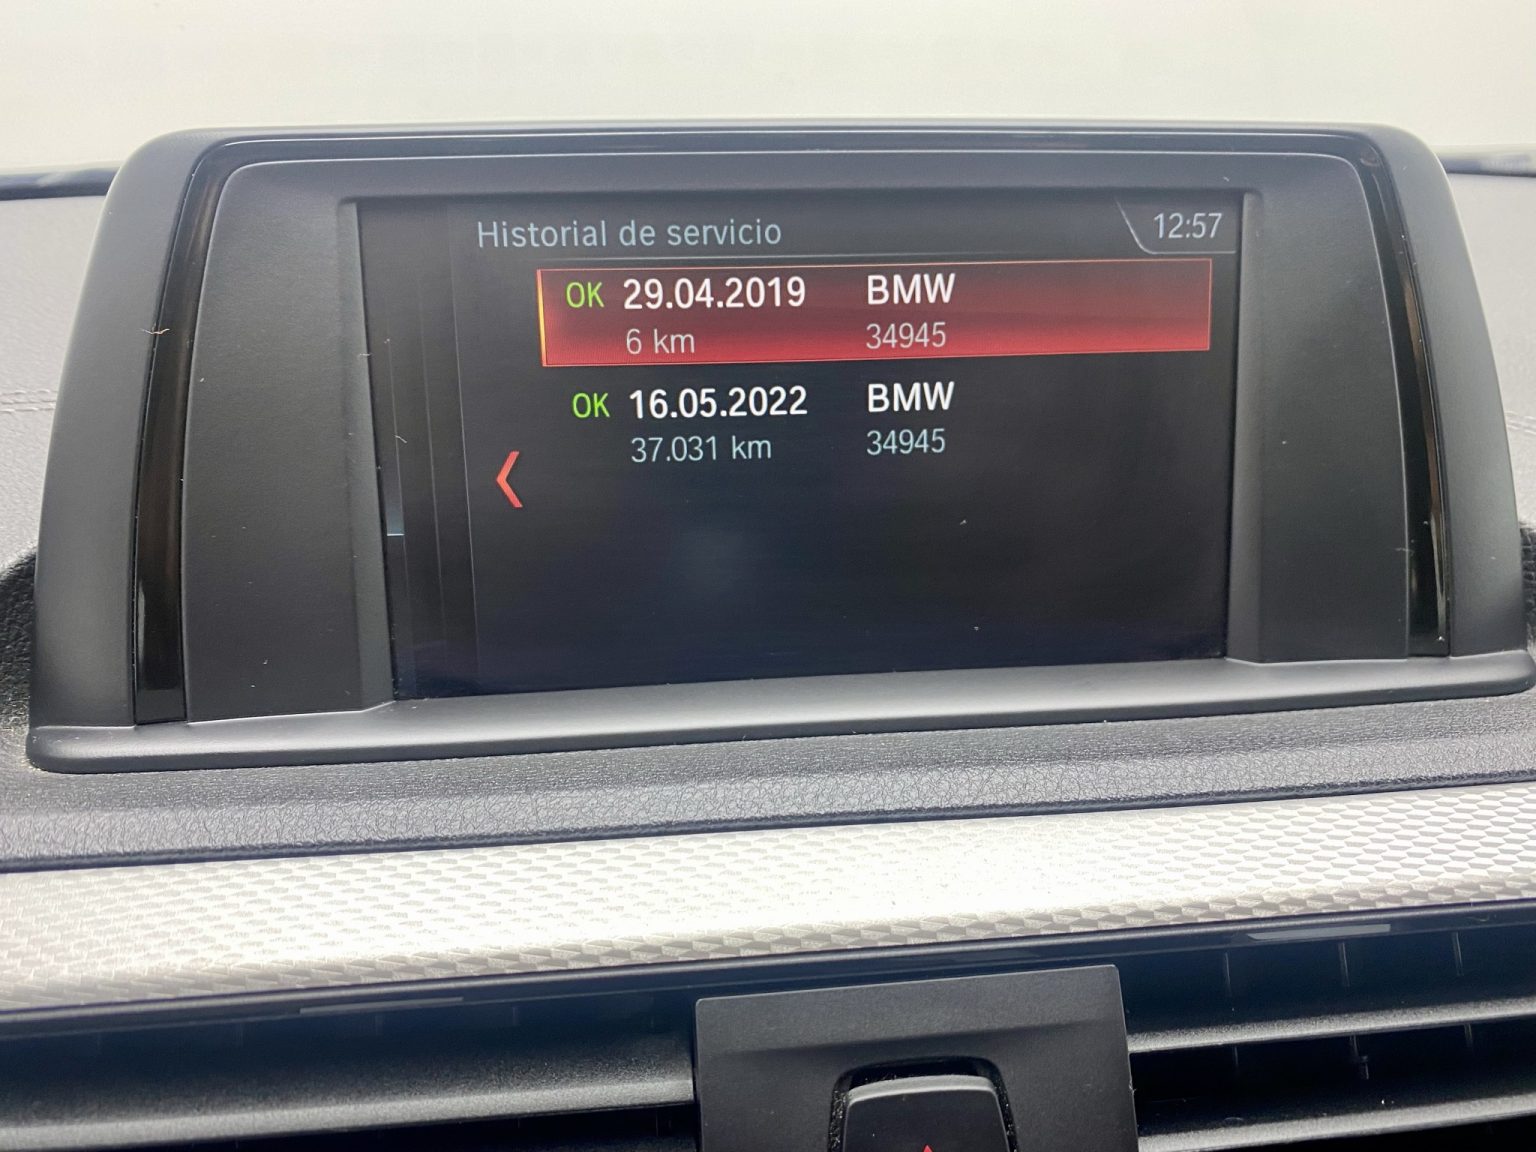 Historial de servicio 12:57
OK 29.04.2019 BMW
6 km 34945
OK 16.05.2022 BMW
37.031 km 34945